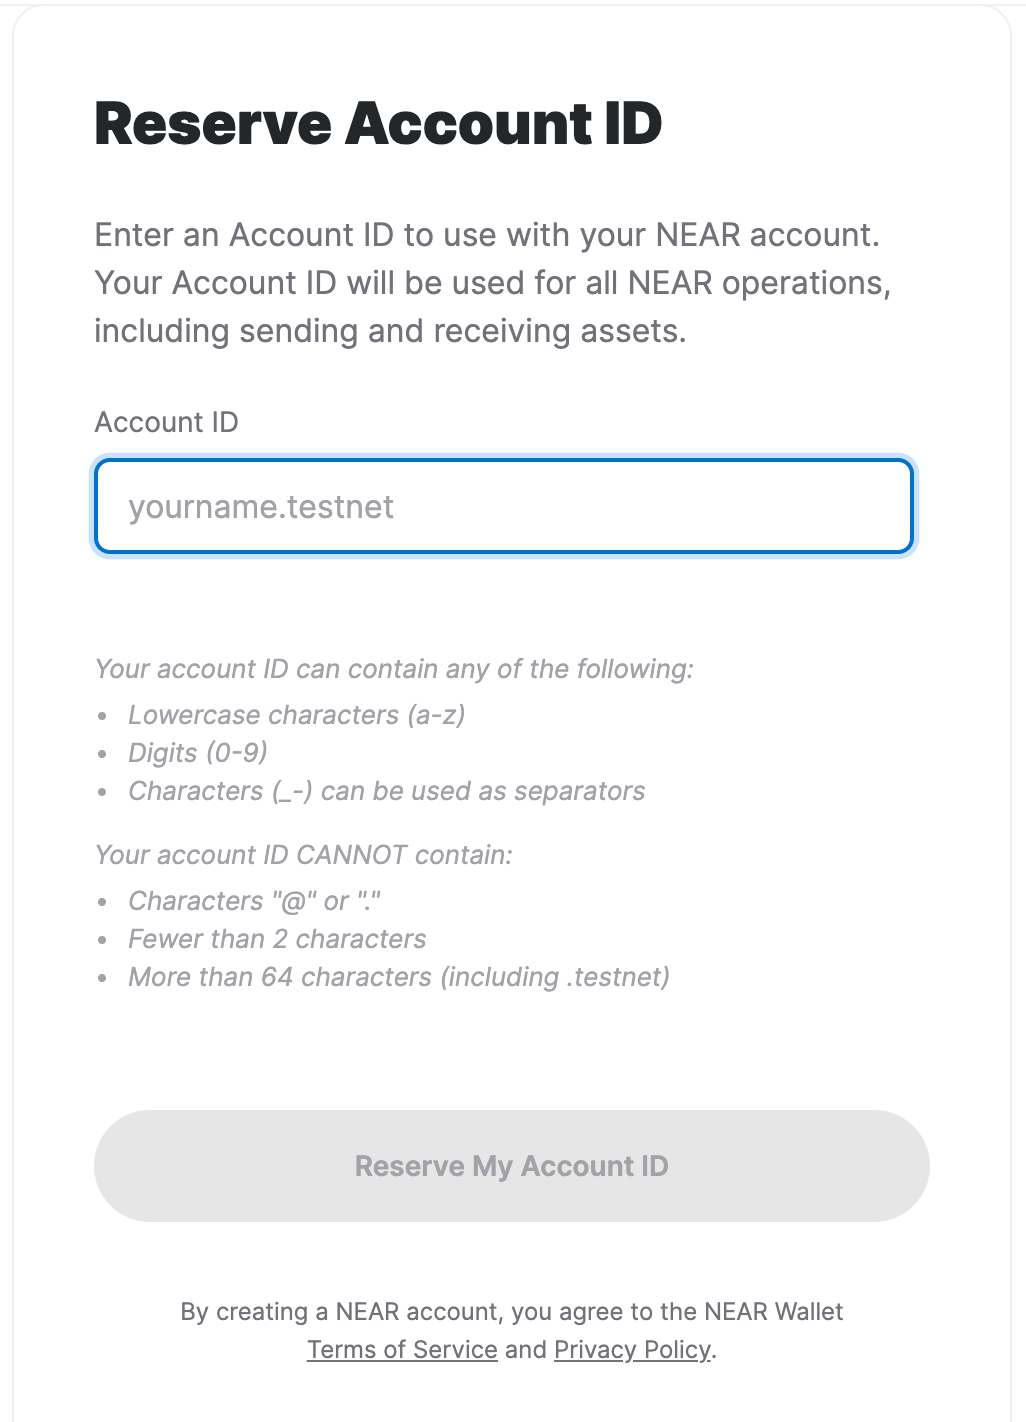 Reserve Account ID
Enter an Account ID to use with your NEAR account.
Your Account ID will be used for all NEAR operations,
including sending and receiving assets.
Account ID
yourname.testnet
Your account ID can contain any of the following:
• Lowercase characters (a-z)
• Digits (0-9)
• Characters (_-) can be used as separators
Your account ID CANNOT contain:
• Characters "@" or "."
• Fewer than 2 characters
• More than 64 characters (including .testnet)
Reserve My Account ID
By creating a NEAR account, you agree to the NEAR Wallet
Terms of Service and Privacy Policy.